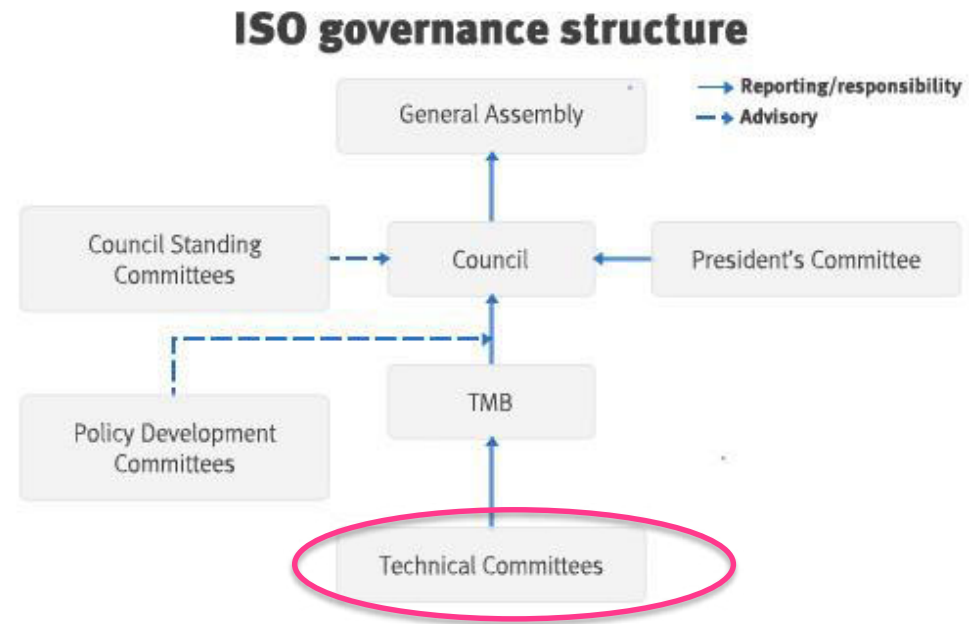 ISO governance structure
Reporting/responsibility
Advisory
General Assembly
Council Standing
Committees
Council
President's Committee
Policy Development
Committees
TMB
Technical Committees